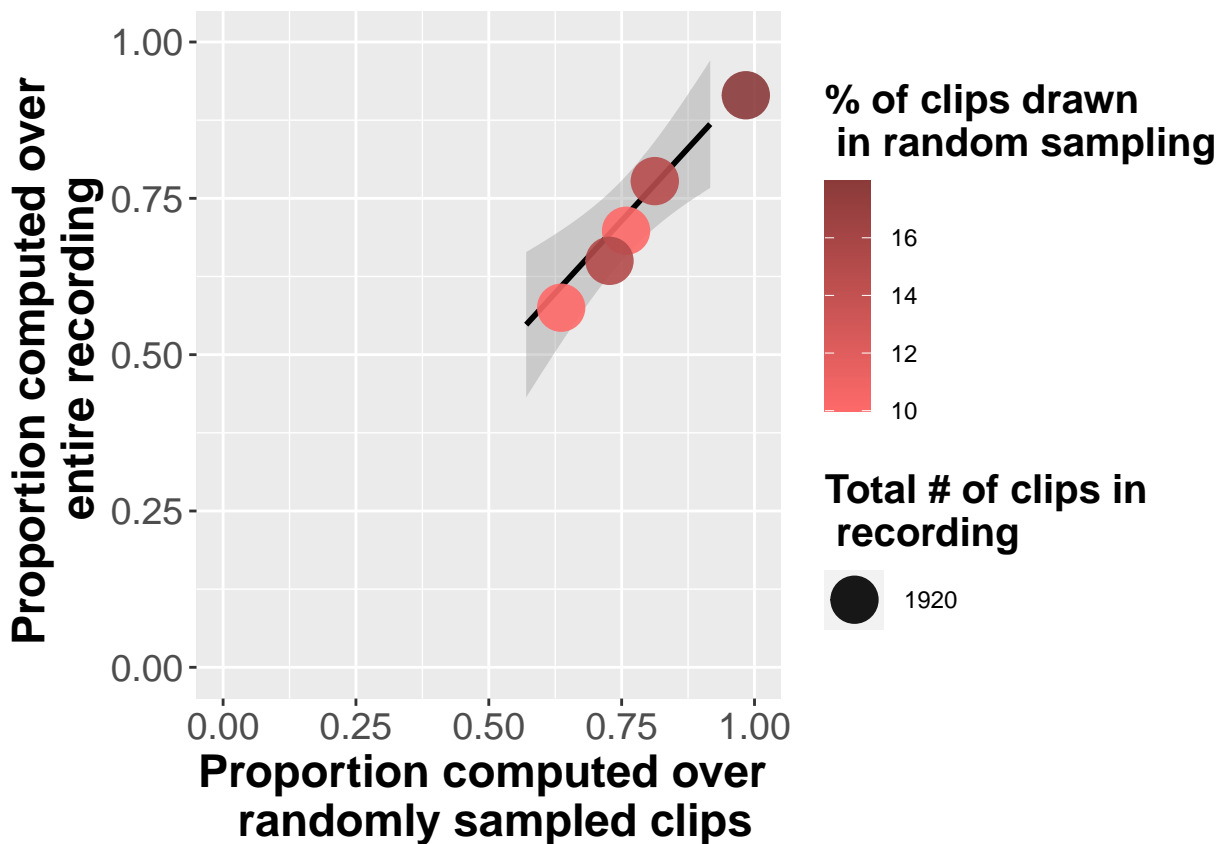 Proportion computed over
entire recording
1.00
0.75
0.50
0.25
0.00
0.00 0.25 0.50 0.75 1.00
Proportion computed over
randomly sampled clips
% of clips drawn
in random sampling
16
14
12
10
Total # of clips in
recording
1920